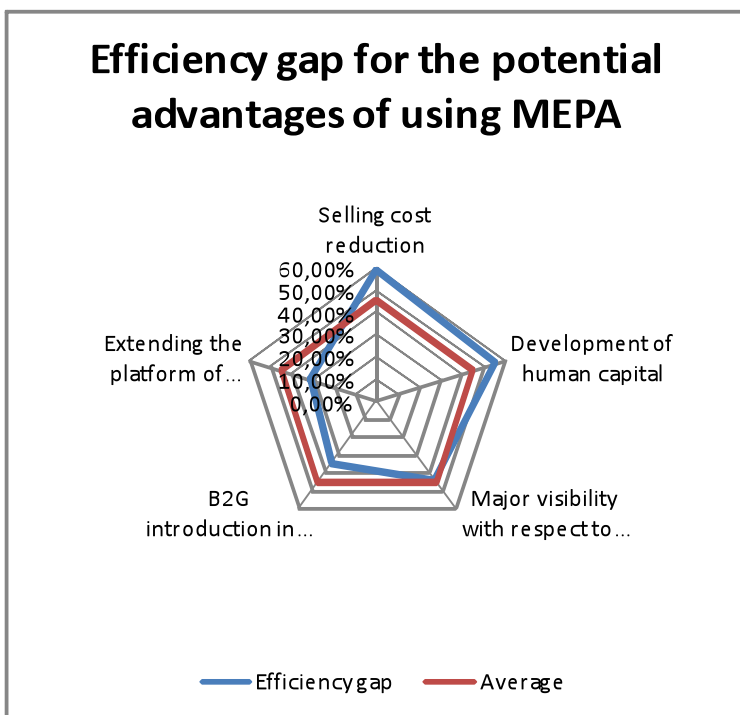 Efficiency gap for the potential
advantages of using MEPA
Selling cost
reduction
60,00%
50,00%
40,00%
30,00%
20,00%
10,00%
0,00%
Development of
human capital
Major visibility
with respect to...
B2G
introduction in...
Extending the
platform of...
Efficiency gap
Average